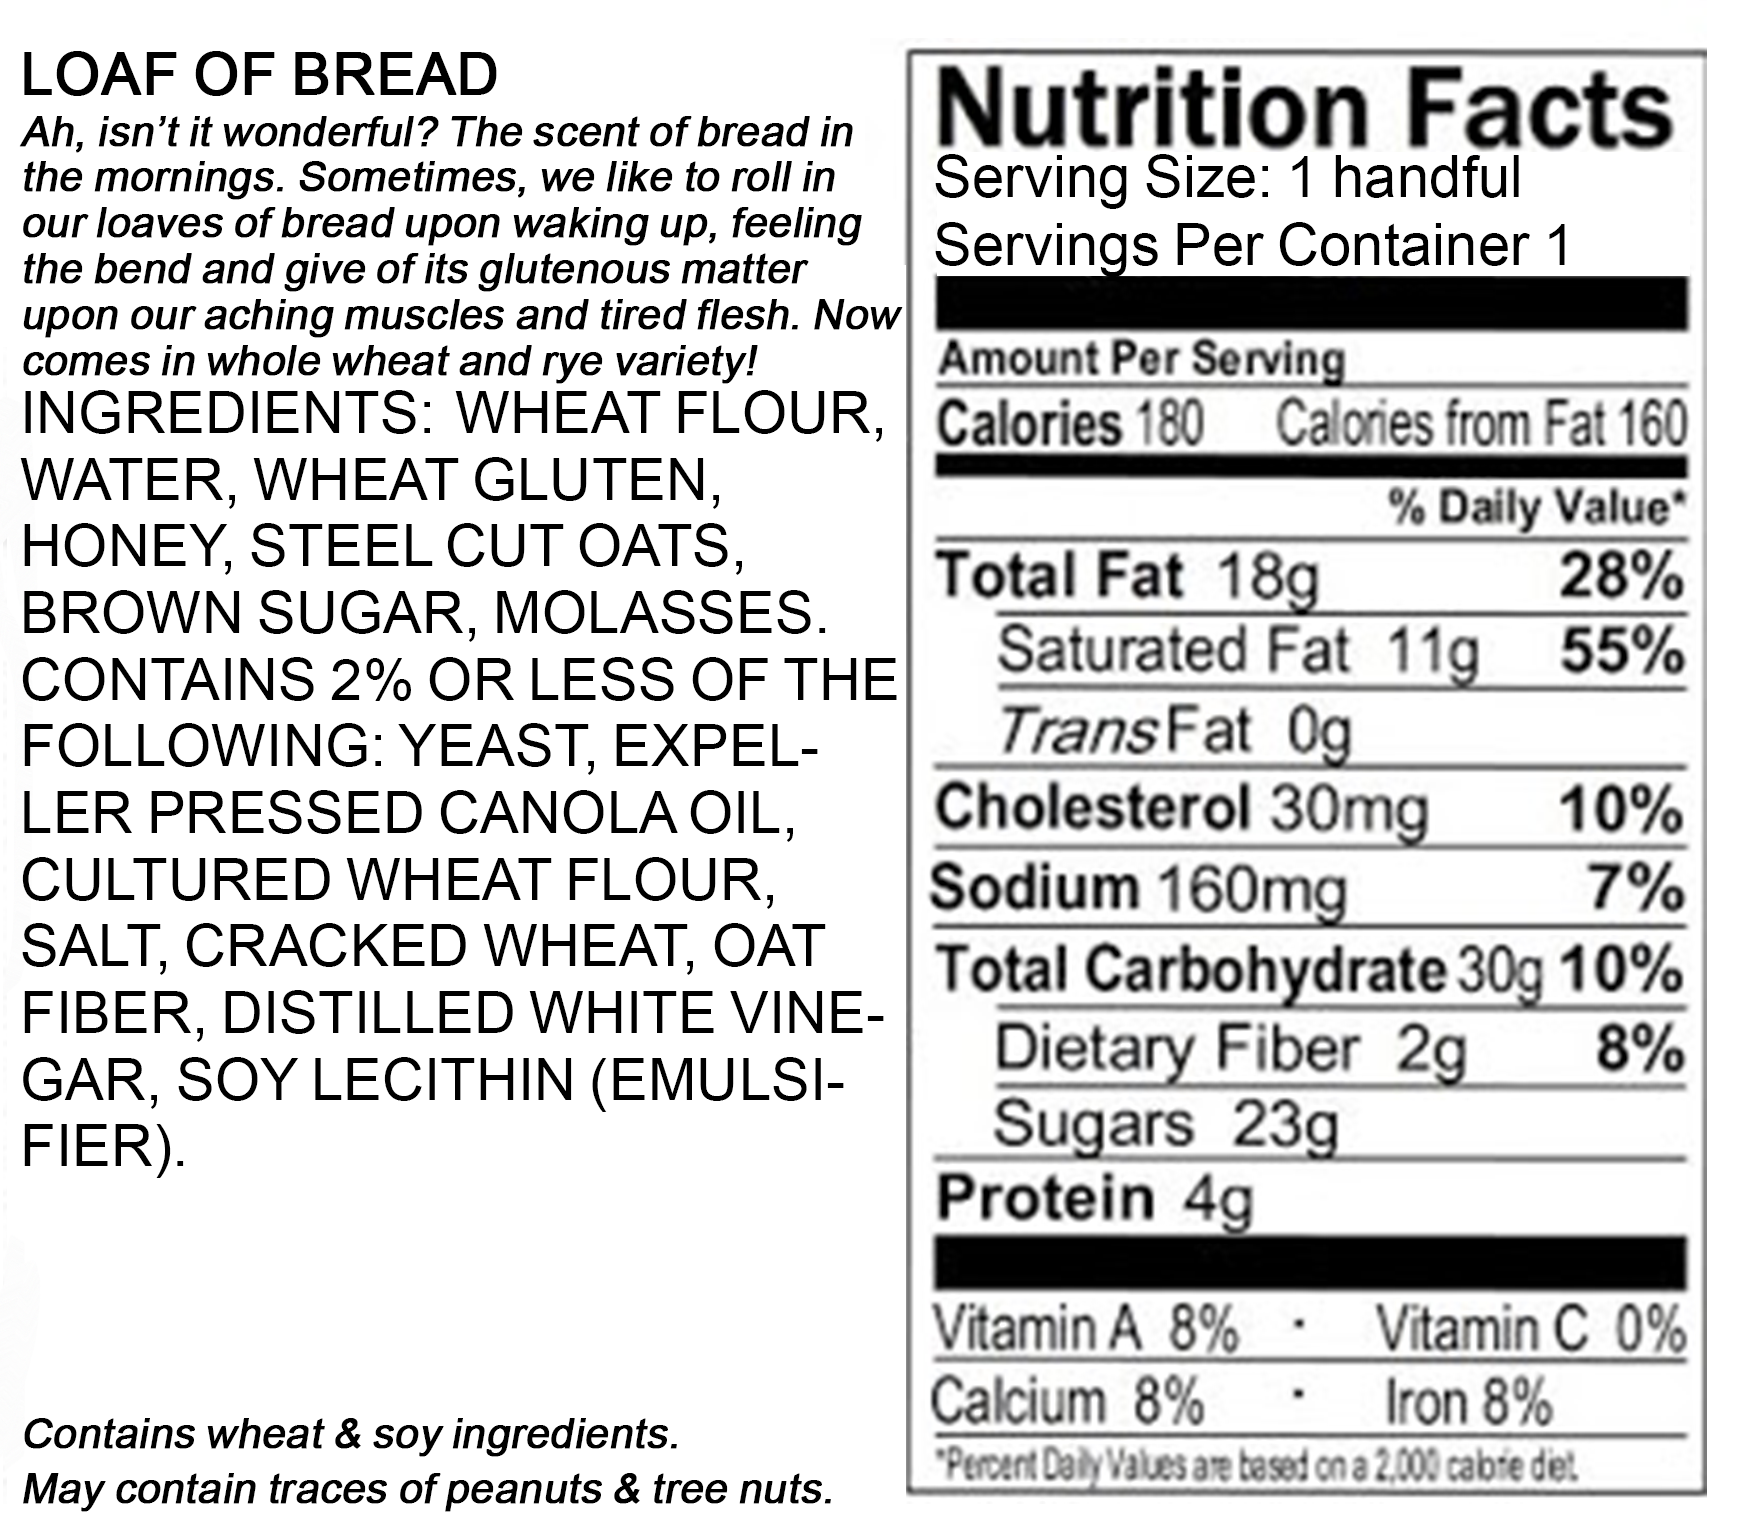 LOAF OF BREAD
Ah, isn’t it wonderful? The scent of bread in
the mornings. Sometimes, we like to roll in
our loaves of bread upon waking up, feeling
the bend and give of its glutenous matter
upon our aching muscles and tired flesh. Now
comes in whole wheat and rye variety!
INGREDIENTS: WHEAT FLOUR,
WATER, WHEAT GLUTEN,
HONEY, STEEL CUT OATS,
BROWN SUGAR, MOLASSES.
CONTAINS 2% OR LESS OF THE
FOLLOWING: YEAST, EXPEL-
LER PRESSED CANOLA OIL,
CULTURED WHEAT FLOUR,
SALT, CRACKED WHEAT, OAT
FIBER, DISTILLED WHITE VINE-
GAR, SOY LECITHIN (EMULSI-
FIER).
Contains wheat & soy ingredients.
May contain traces of peanuts & tree nuts.
Nutrition Facts
Serving Size: 1 handful
Servings Per Container 1
Amount Per Serving
Calories 180 Calories from Fat 160
% Daily Value*
Total Fat 18g 28%
Saturated Fat 11g 55%
Trans Fat 0g
Cholesterol 30mg 10%
Sodium 160mg 7%
Total Carbohydrate 30g 10%
Dietary Fiber 2g 8%
Sugars 23g
Protein 4g
Vitamin A 8% · Vitamin C 0%
Calcium 8% · Iron 8%
*Percent Daily Values are based on a 2,000 calorie diet.